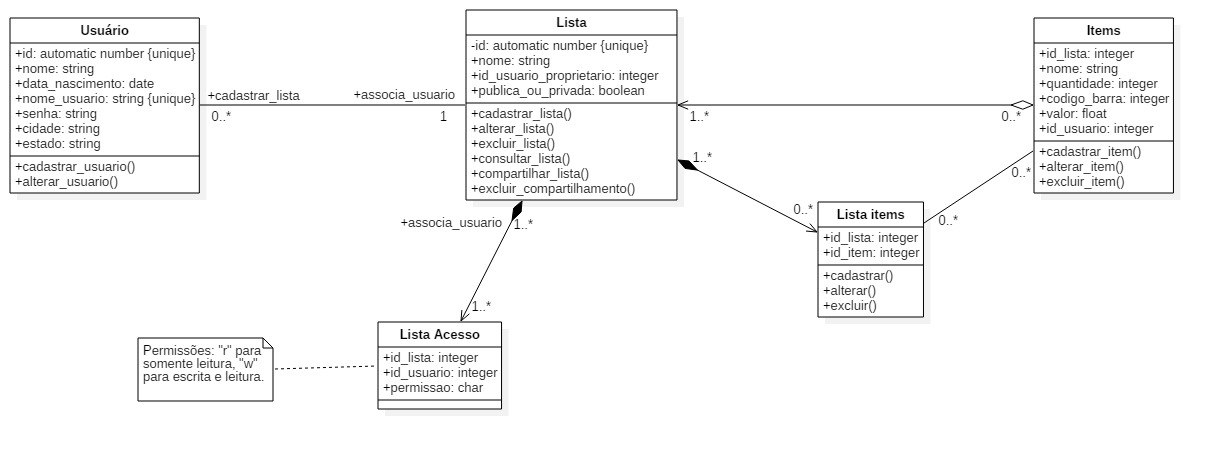 Usuário
+id: automatic number {unique}
+nome: string
+data_nascimento: date
+nome_usuario: string {unique}
+senha: string
+cidade: string
+estado: string
+cadastrar_usuario()
+alterar_usuario()
+cadastrar_lista
0..*
+associa_usuario
1
Lista
-id: automatic number {unique}
+nome: string
+id_usuario_proprietario: integer
+publica_ou_privada: boolean
+cadastrar_lista()
+alterar_lista()
+excluir_lista()
+consultar_lista()
+compartilhar_lista()
+excluir_compartilhamento()
1..*
0..*
Items
+id_lista: integer
+nome: string
+quantidade: integer
+codigo_barra: integer
+valor: float
+id_usuario: integer
+cadastrar_item()
+alterar_item()
+excluir_item()
1..*
0..*
0..*
0..*
Lista items
+id_lista: integer
+id_item: integer
+cadastrar()
+alterar()
+excluir()
+associa_usuario
1..*
1..*
Lista Acesso
+id_lista: integer
+id_usuario: integer
+permissao: char
Permissões: "r" para
somente leitura, "w"
para escrita e leitura.